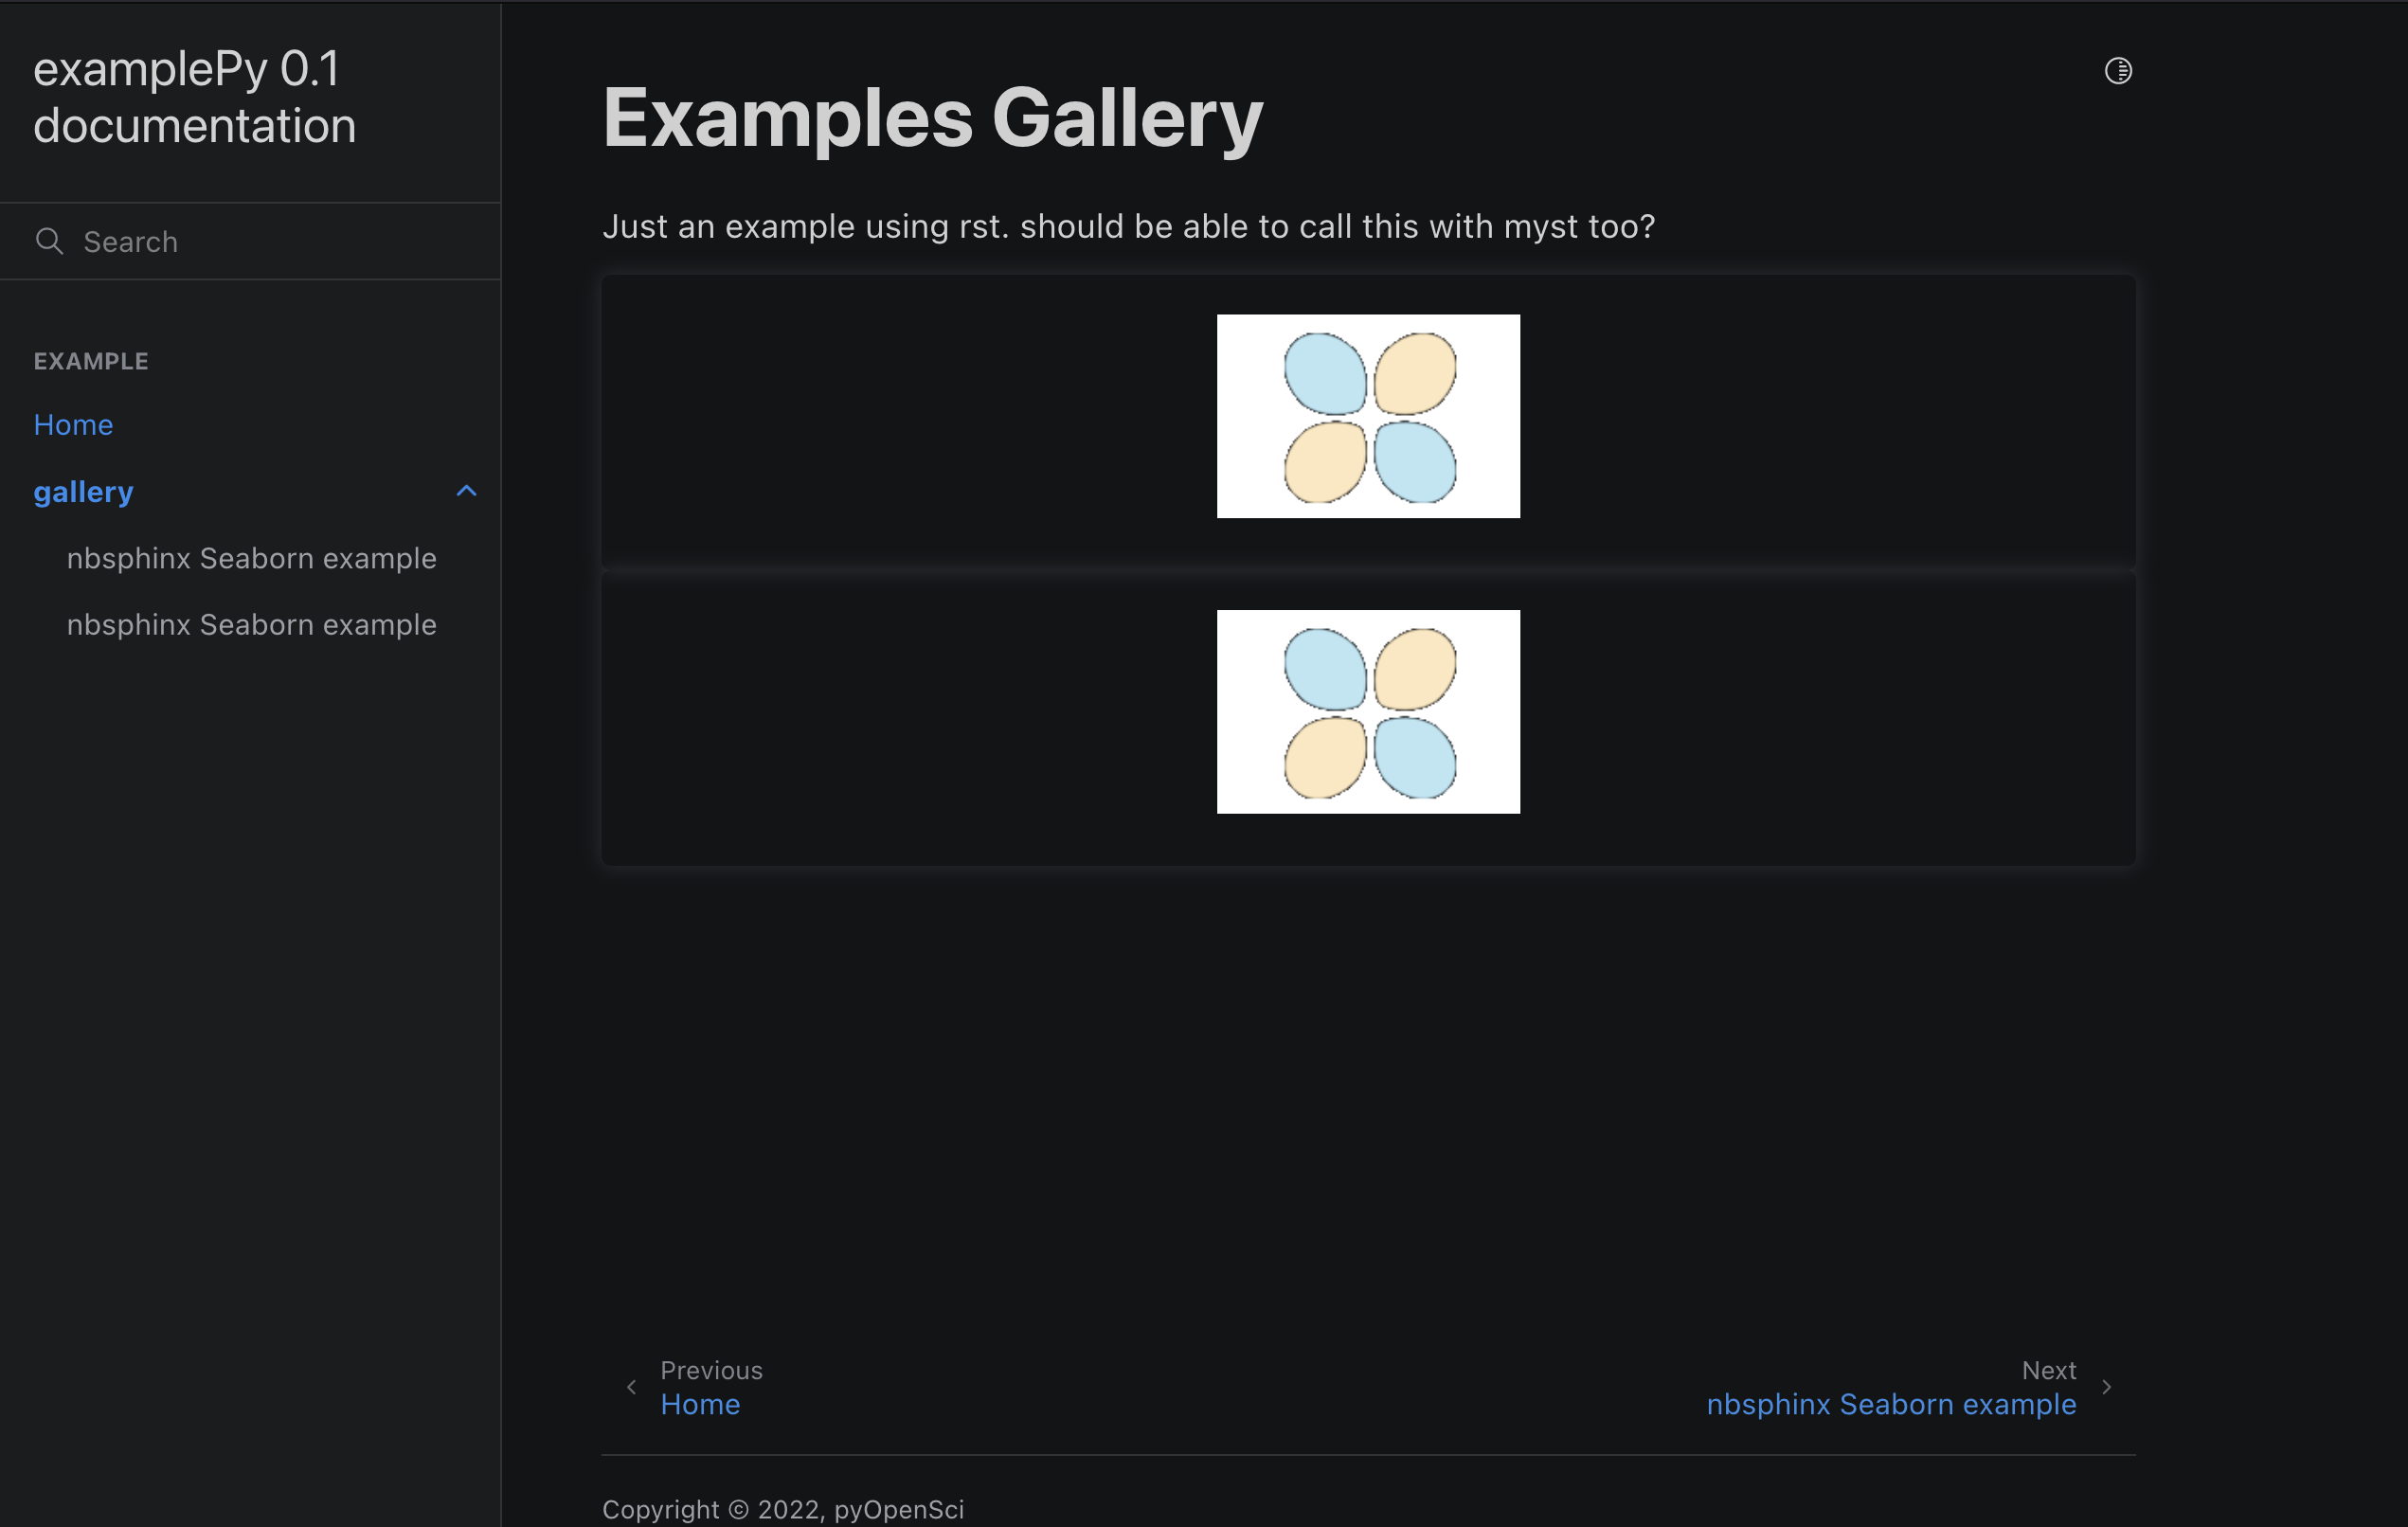 examplePy 0.1
documentation
Search
EXAMPLE
Home
gallery
nbsphinx Seaborn example
nbsphinx Seaborn example
Examples Gallery
Just an example using rst. should be able to call this with myst too?
Previous
Home
Next
nbsphinx Seaborn example
Copyright © 2022, pyOpenSci